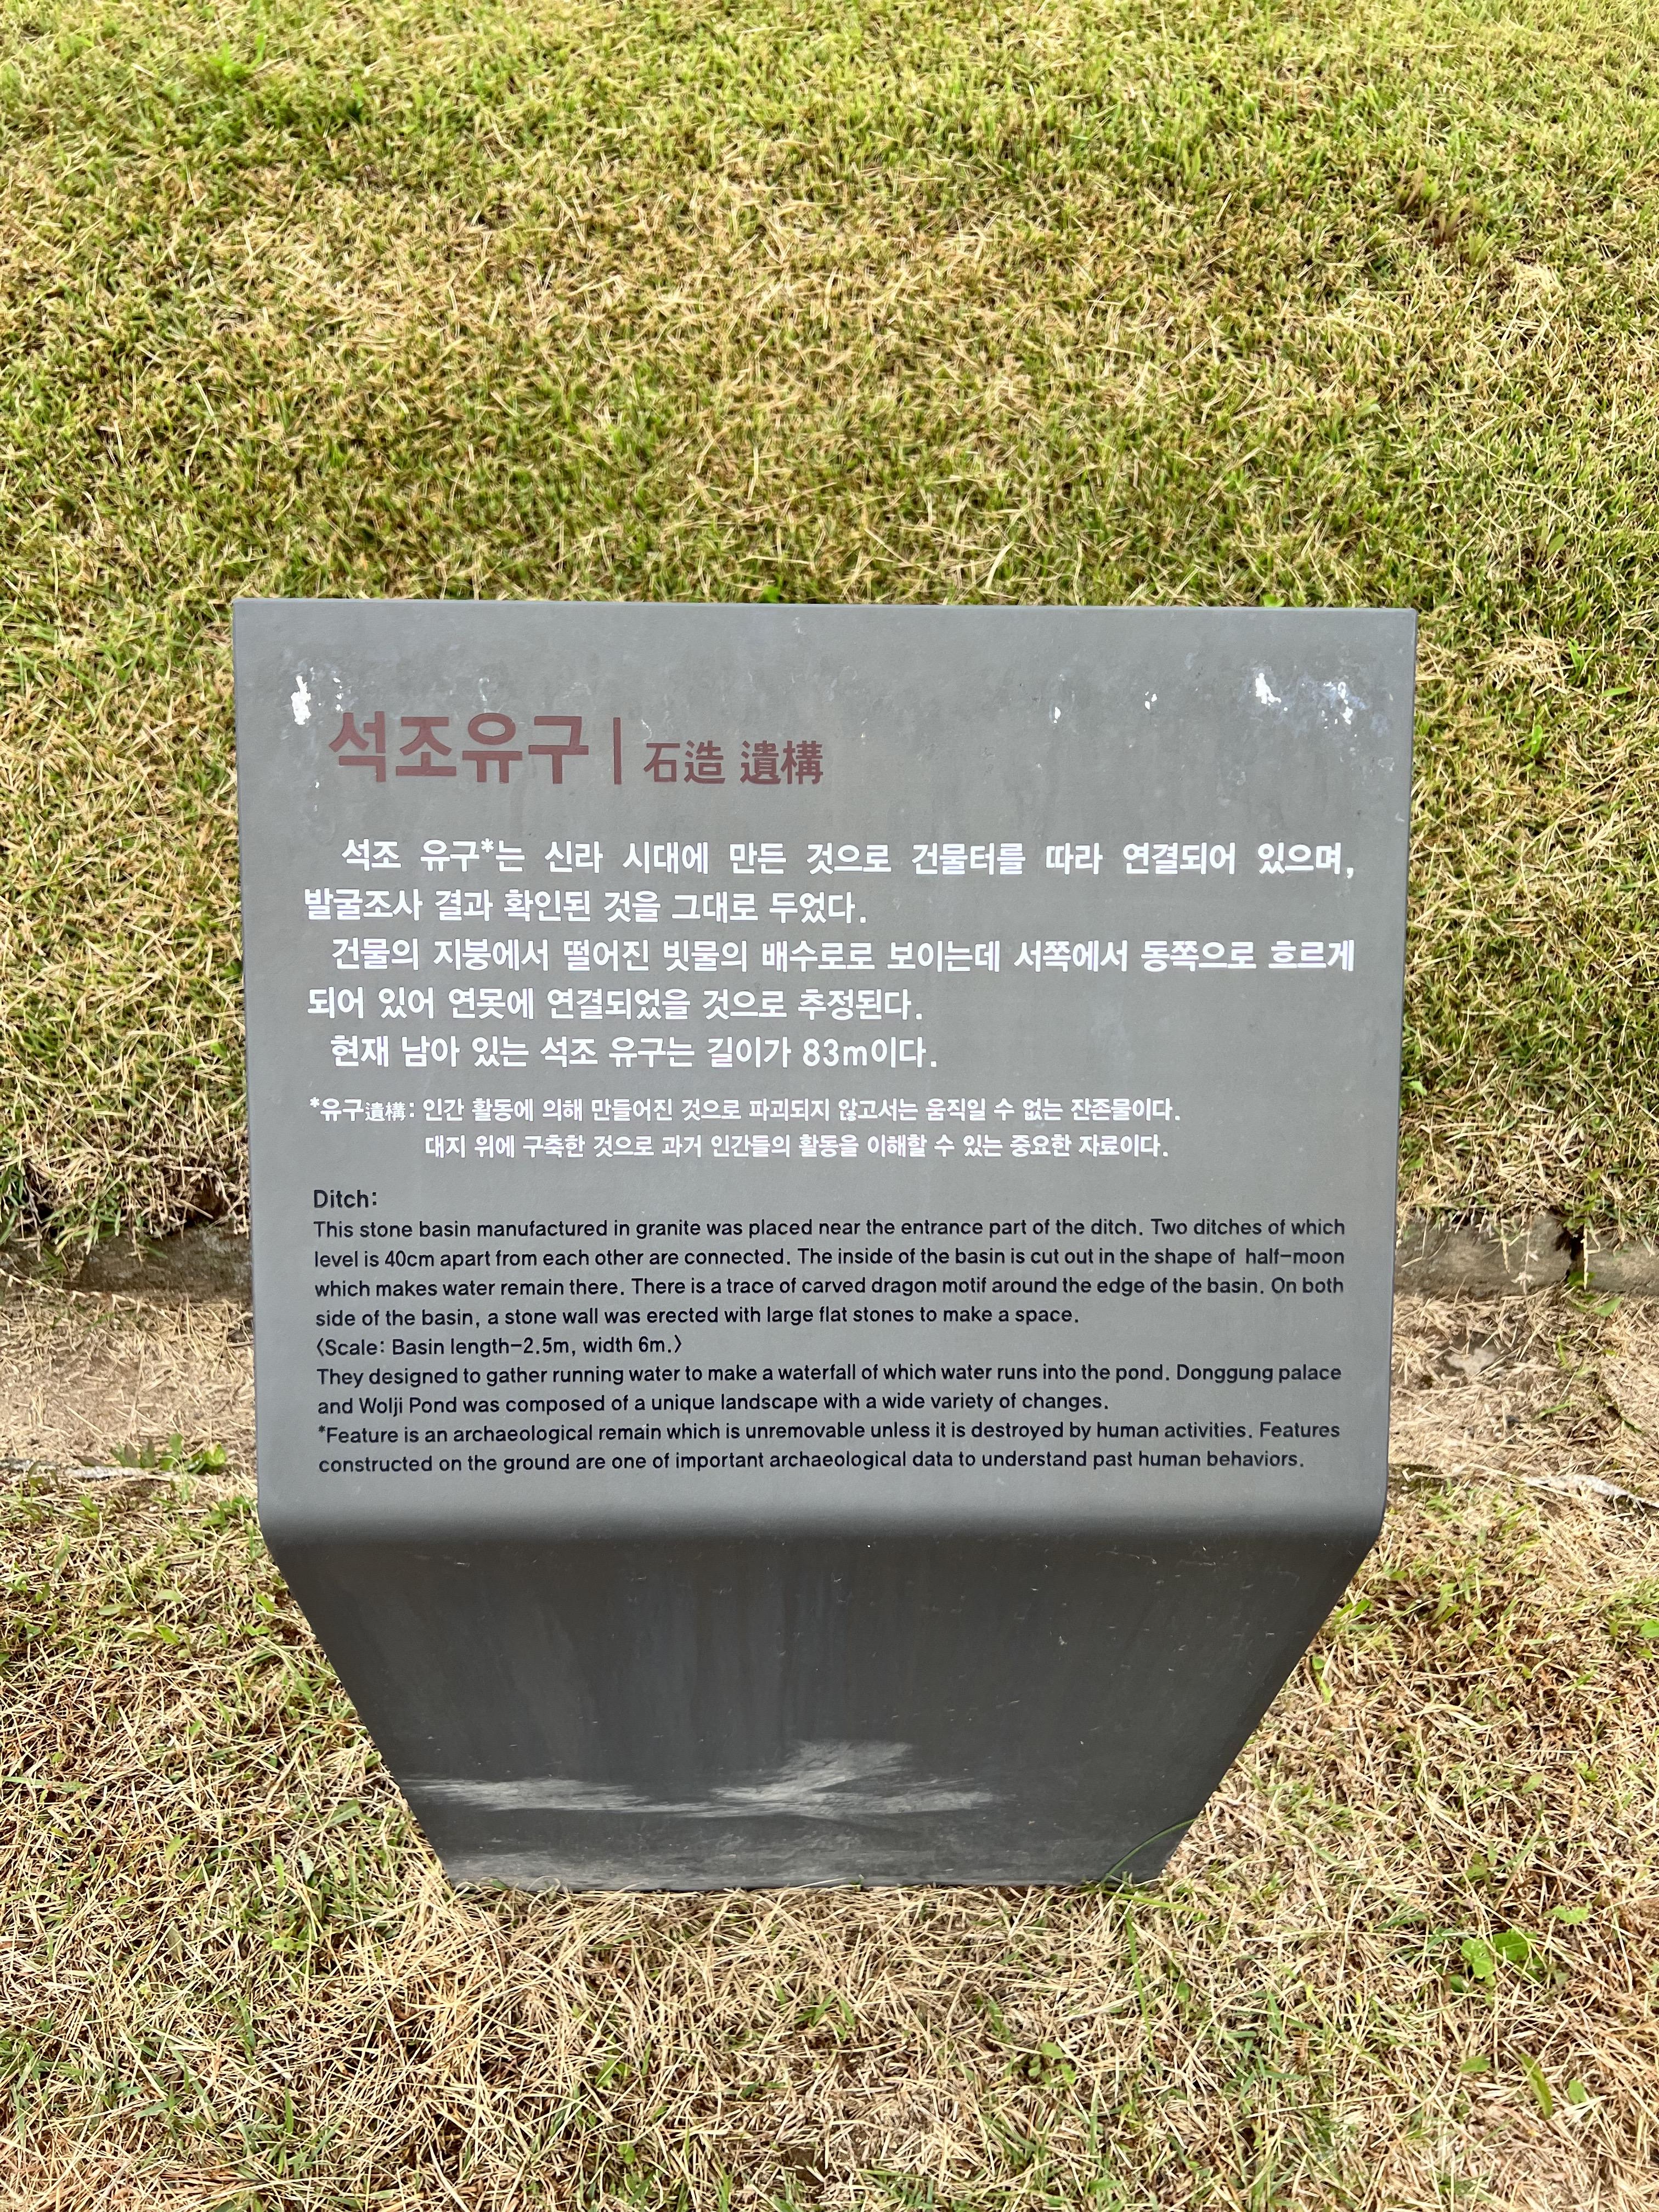 석조유구 | 石造 遺構
석조 유구*는 신라 시대에 만든 것으로 건물터를 따라 연결되어 있으며,
발굴조사 결과 확인된 것을 그대로 두었다.
건물의 지붕에서 떨어진 빗물의 배수로로 보이는데 서쪽에서 동쪽으로 흐르게
되어 있어 연못에 연결되었을 것으로 추정된다.
현재 남아 있는 석조 유구는 길이가 83m이다.
*유구遺構: 인간 활동에 의해 만들어진 것으로 파괴되지 않고서는 움직일 수 없는 잔존물이다.
대지 위에 구축한 것으로 과거 인간들의 활동을 이해할 수 있는 중요한 자료이다.
Ditch:
This stone basin manufactured in granite was placed near the entrance part of the ditch. Two ditches of which
level is 40cm apart from each other are connected. The inside of the basin is cut out in the shape of half-moon
which makes water remain there. There is a trace of carved dragon motif around the edge of the basin. On both
side of the basin, a stone wall was erected with large flat stones to make a space.
〈Scale: Basin length-2.5m, width 6m.〉
They designed to gather running water to make a waterfall of which water runs into the pond. Donggung palace
and Wolji Pond was composed of a unique landscape with a wide variety of changes.
*Feature is an archaeological remain which is unremovable unless it is destroyed by human activities. Features
constructed on the ground are one of important archaeological data to understand past human behaviors.